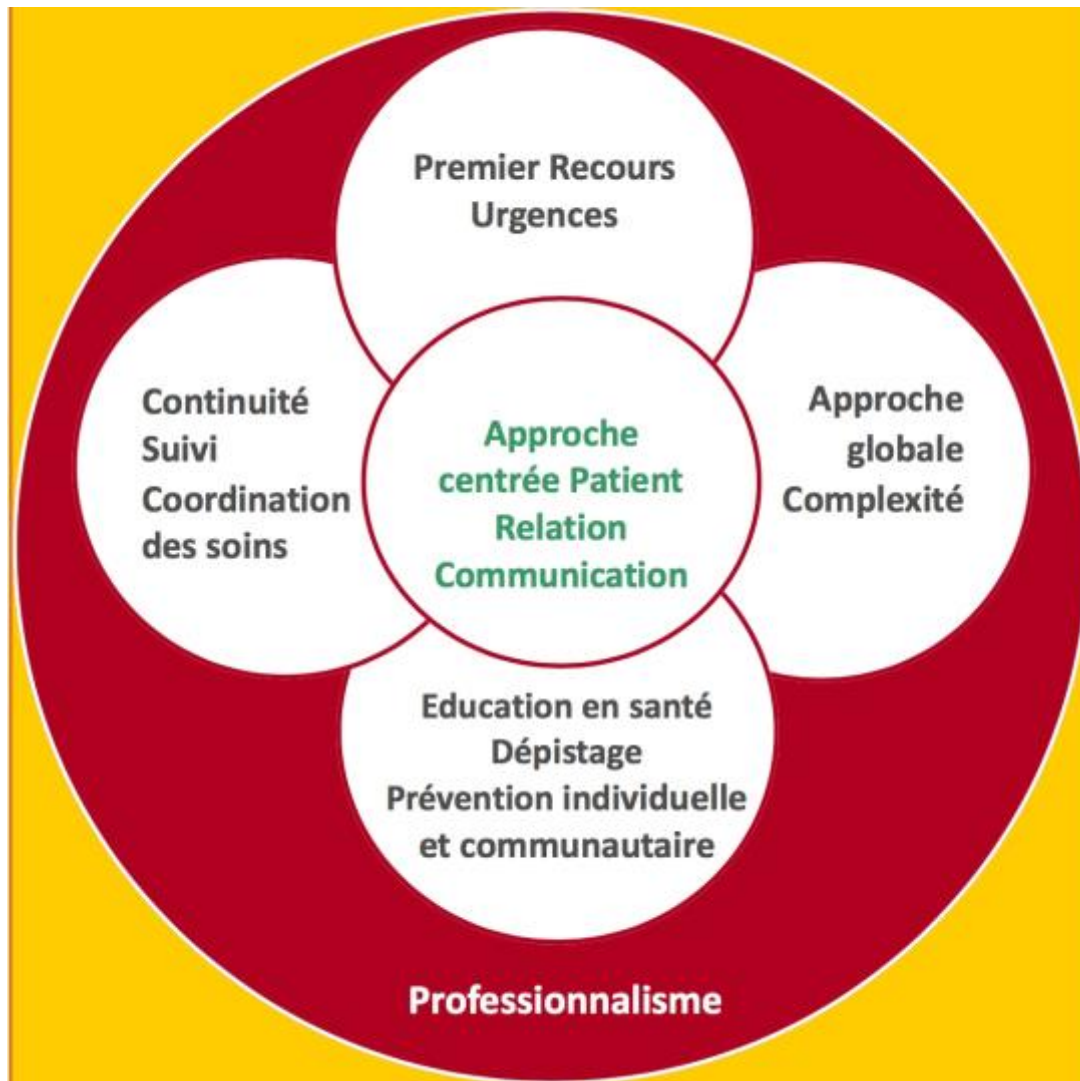 Premier Recours
Urgences
Continuité
Suivi
Coordination
des soins
Approche
centrée Patient
Relation
Communication
Approche
globale
Complexité
Education en santé
Dépistage
Prévention individuelle
et communautaire
Professionnalisme